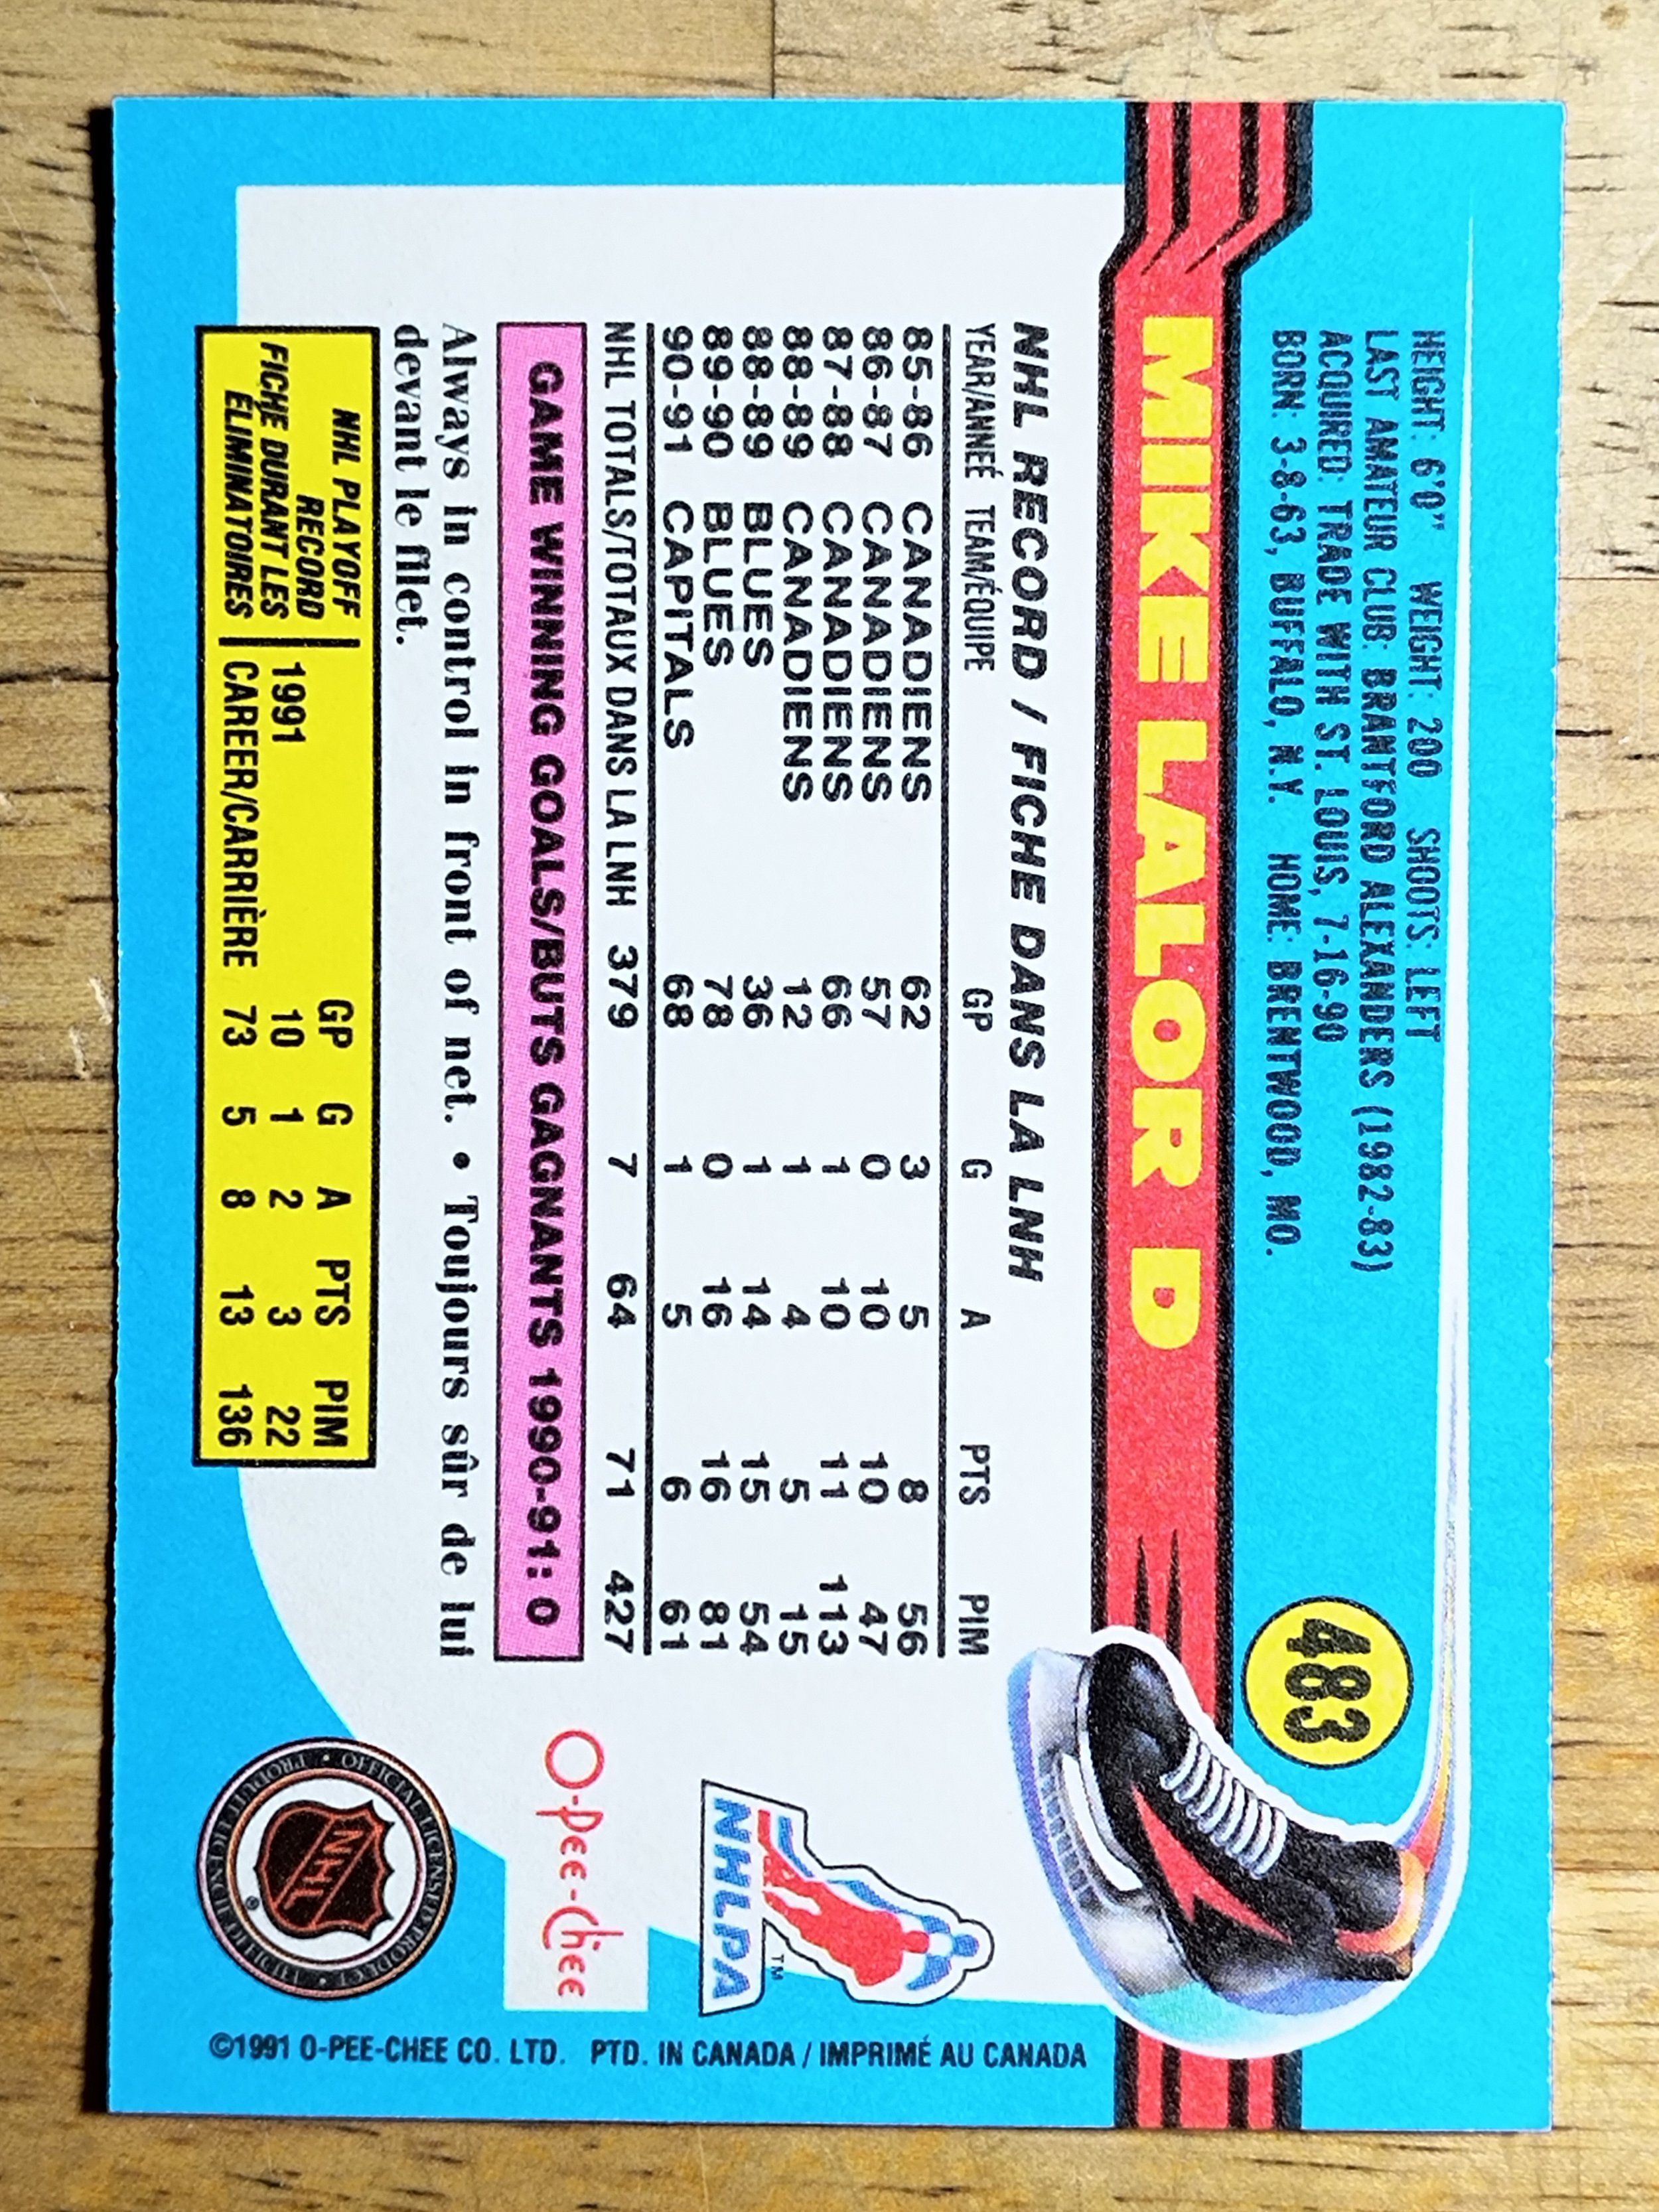 HEIGHT: 6'0" WEIGHT: 200 SHOOTS: LEFT
LAST AMATEUR CLUB: BRANTFORD ALEXANDERS (1982-83)
ACQUIRED: TRADE WITH ST. LOUIS, 7-16-90
BORN: 3-8-63, BUFFALO, N.Y. HOME: BRENTWOOD, MO.
483
MIKE LALOR D
NHL RECORD / FICHE DANS LA LNH
YEAR/ANNEÉ TEAM/ÉQUIPE GP G A PTS PIM
85-86 CANADIENS 62 3 5 8 56
86-87 CANADIENS 57 0 10 10 47
87-88 CANADIENS 66 1 10 11 113
88-89 CANADIENS 12 1 4 5 15
88-89 BLUES 36 1 14 15 54
89-90 BLUES 78 0 16 16 81
90-91 CAPITALS 68 1 5 6 61
NHL TOTALS/TOTAUX DANS LA LNH 379 7 64 71 427
GAME WINNING GOALS/BUTS GAGNANTS 1990-91: 0
Always in control in front of net. • Toujours sûr de lui
devant le filet.
NHL PLAYOFF
RECORD
FICHE DURANT LES
ÉLIMINATOIRES
GP G A PTS PIM
1991 10 1 2 3 22
CAREER/CARRIÈRE 73 5 8 13 136
NHLPA
TM
O-PEE-CHEE
OFFICIAL LICENSED PRODUCT
NHL
®
©1991 O-PEE-CHEE CO. LTD. PTD. IN CANADA / IMPRIMÉ AU CANADA